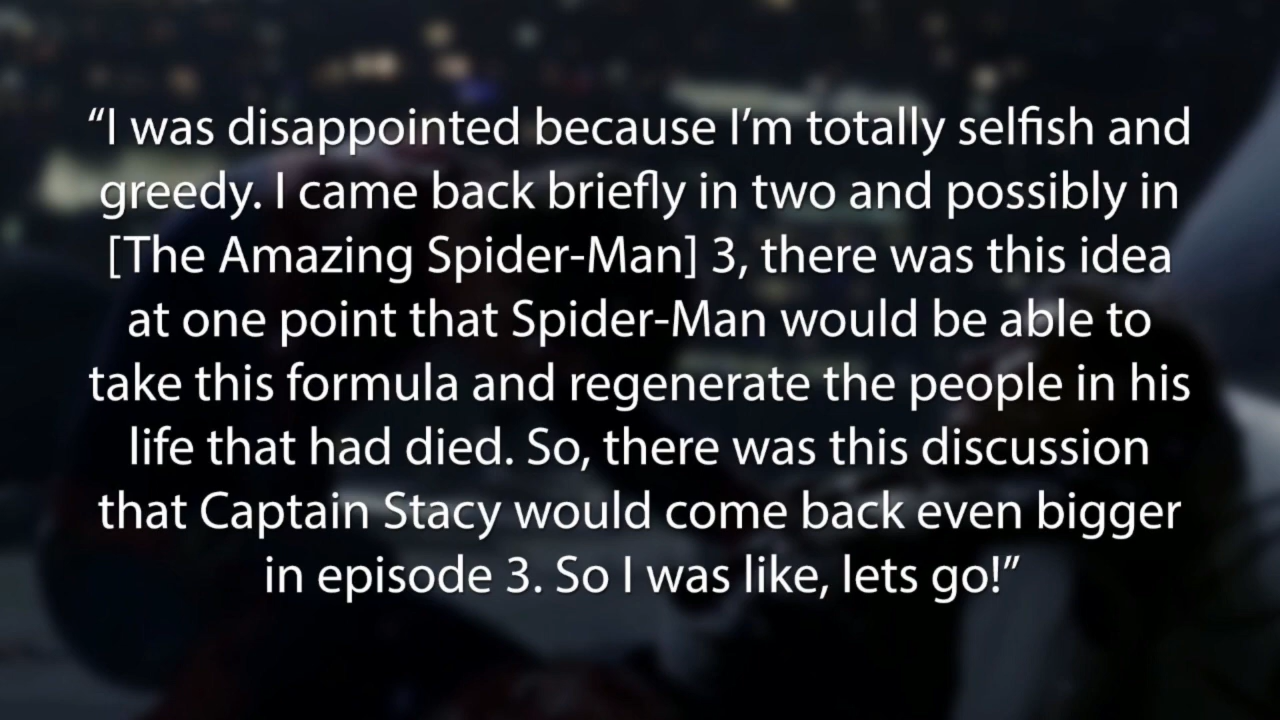 “I was disappointed because I’m totally selfish and
greedy. I came back briefly in two and possibly in
[The Amazing Spider-Man] 3, there was this idea
at one point that Spider-Man would be able to
take this formula and regenerate the people in his
life that had died. So, there was this discussion
that Captain Stacy would come back even bigger
in episode 3. So I was like, lets go!”